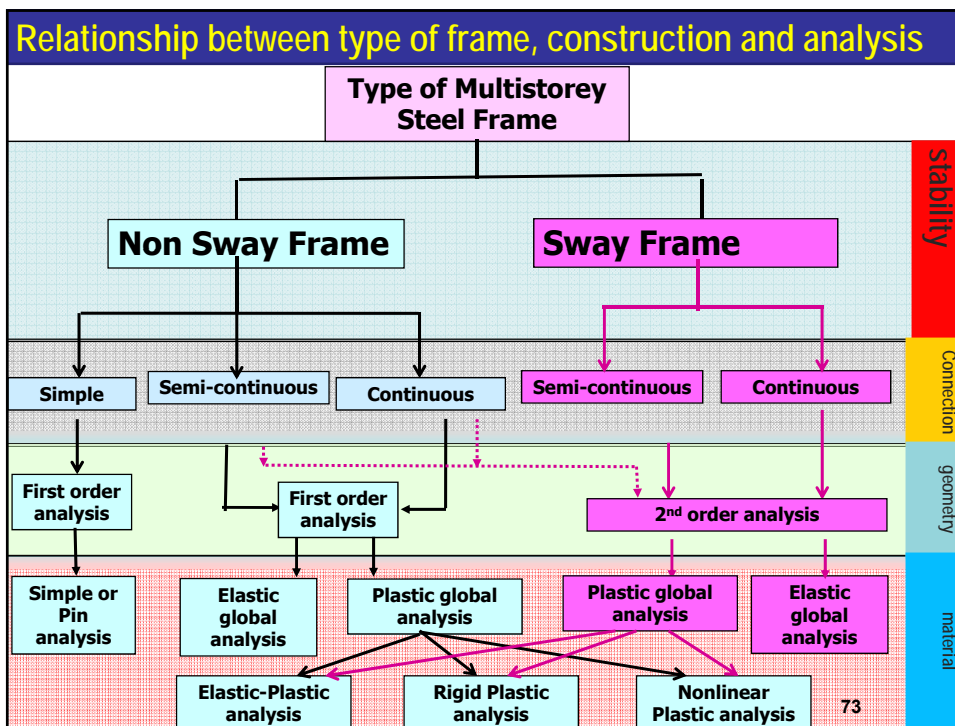 Relationship between type of frame, construction and analysis
Type of Multistorey
Steel Frame
stability
Non Sway Frame
Sway Frame
Connection
Simple
Semi-continuous
Continuous
Semi-continuous
Continuous
geometry
First order
analysis
First order
analysis
2nd order analysis
material
Simple or
Pin
analysis
Elastic
global
analysis
Plastic global
analysis
Plastic global
analysis
Elastic
global
analysis
Elastic-Plastic
analysis
Rigid Plastic
analysis
Nonlinear
Plastic analysis
73